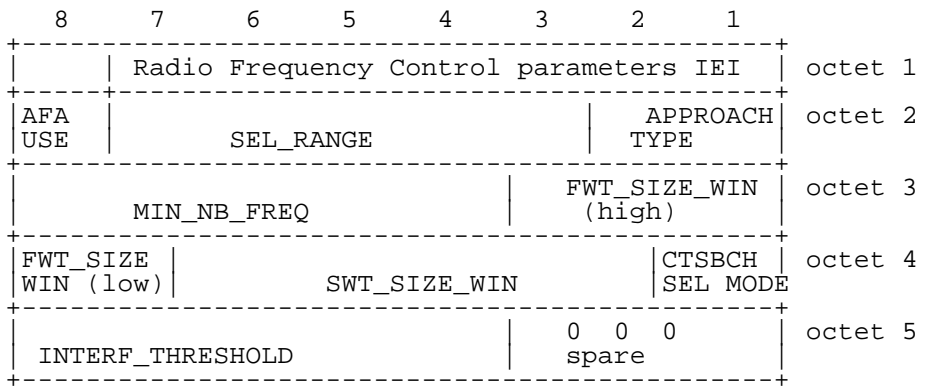 8 7 6 5 4 3 2 1
Radio Frequency Control parameters IEI octet 1
AFA APPROACH octet 2
USE SEL_RANGE TYPE
FWT_SIZE_WIN octet 3
MIN_NB_FREQ (high)
FWT_SIZE CTSBCH octet 4
WIN (low) SWT_SIZE_WIN SEL MODE
0 0 0 octet 5
INTERF_THRESHOLD spare